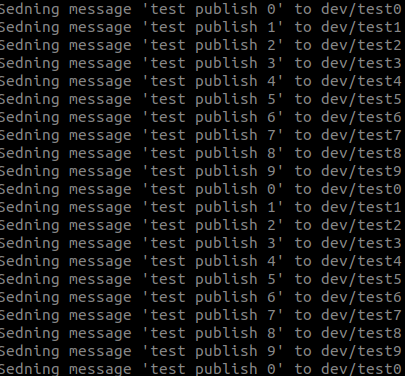 Sedning message 'test publish 0' to dev/test0
Sedning message 'test publish 1' to dev/test1
Sedning message 'test publish 2' to dev/test2
Sedning message 'test publish 3' to dev/test3
Sedning message 'test publish 4' to dev/test4
Sedning message 'test publish 5' to dev/test5
Sedning message 'test publish 6' to dev/test6
Sedning message 'test publish 7' to dev/test7
Sedning message 'test publish 8' to dev/test8
Sedning message 'test publish 9' to dev/test9
Sedning message 'test publish 0' to dev/test0
Sedning message 'test publish 1' to dev/test1
Sedning message 'test publish 2' to dev/test2
Sedning message 'test publish 3' to dev/test3
Sedning message 'test publish 4' to dev/test4
Sedning message 'test publish 5' to dev/test5
Sedning message 'test publish 6' to dev/test6
Sedning message 'test publish 7' to dev/test7
Sedning message 'test publish 8' to dev/test8
Sedning message 'test publish 9' to dev/test9
Sedning message 'test publish 0' to dev/test0